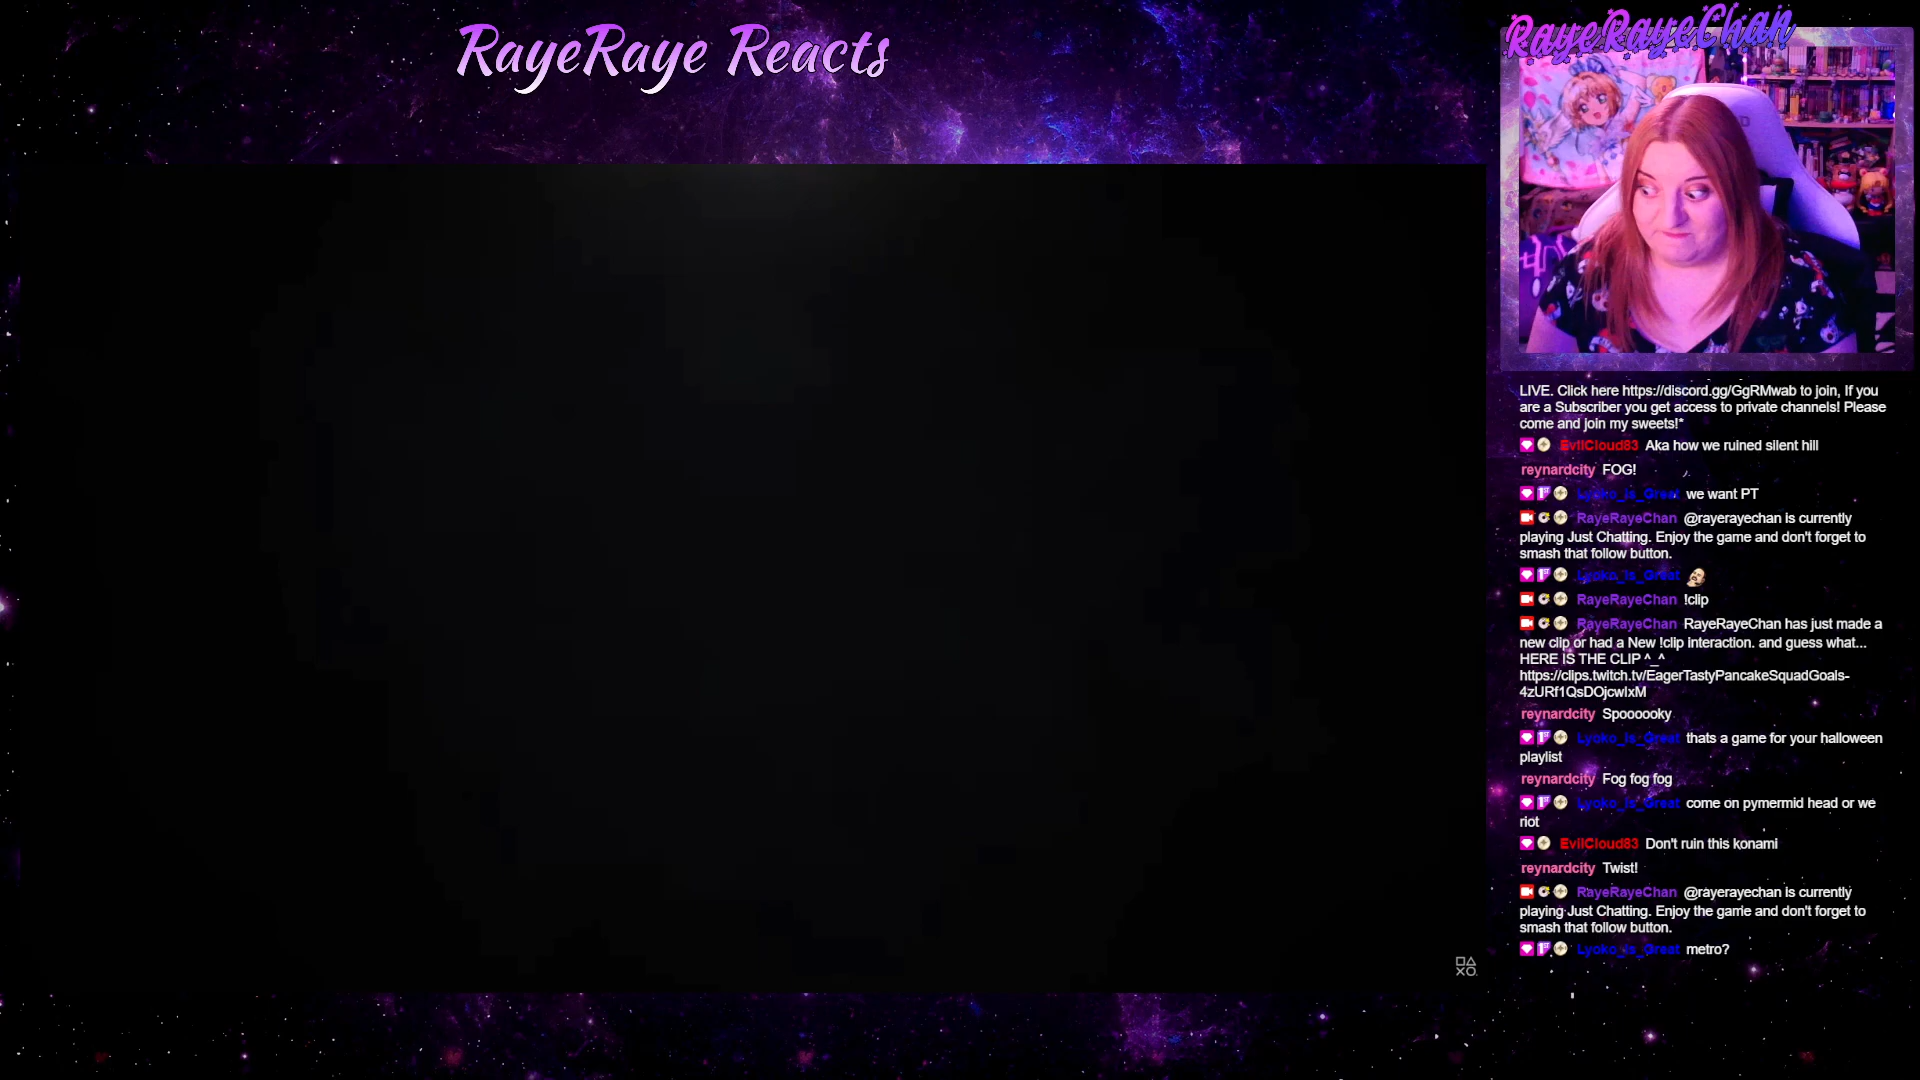 RayeRaye Reacts
RayeRayeChan
LIVE. Click here https://discord.gg/GgRMwab to join, If you
are a Subscriber you get access to private channels! Please
come and join my sweets!*
EvilCloud83 Aka how we ruined silent hill
reynardcity FOG!
Lyoko_Is_Great we want PT
RayeRayeChan @rayerayechan is currently
playing Just Chatting. Enjoy the game and don't forget to
smash that follow button.
Lyoko_Is_Great
RayeRayeChan !clip
RayeRayeChan RayeRayeChan has just made a
new clip or had a New !clip interaction. and guess what...
HERE IS THE CLIP ^_^
https://clips.twitch.tv/EagerTastyPancakeSquadGoals-
4zURf1QsDOjcwIxM
reynardcity Spoooooky
Lyoko_Is_Great thats a game for your halloween
playlist
reynardcity Fog fog fog
Lyoko_Is_Great come on pymermid head or we
riot
EvilCloud83 Don't ruin this konami
reynardcity Twist!
RayeRayeChan @rayerayechan is currently
playing Just Chatting. Enjoy the game and don't forget to
smash that follow button.
Lyoko_Is_Great metro?